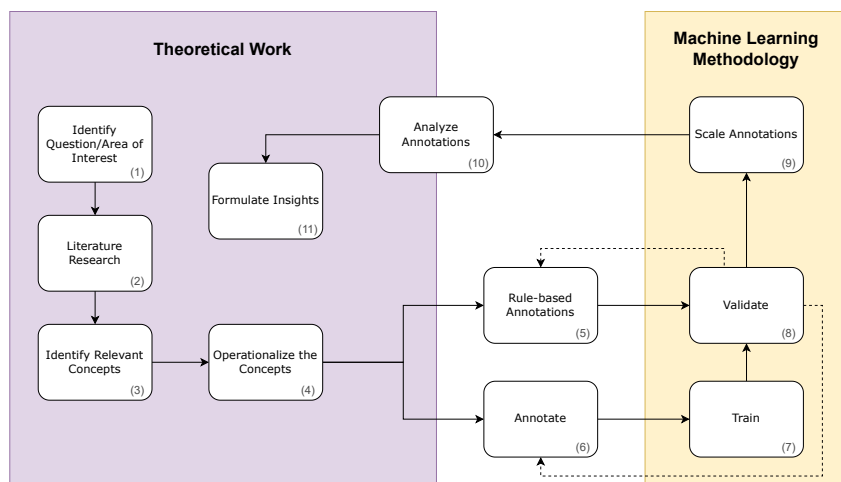 Theoretical Work
Machine Learning
Methodology
Identify
Question/Area of
Interest
(1)
Analyze
Annotations
(10)
Scale Annotations
(9)
Formulate Insights
(11)
Literature
Research
(2)
Rule-based
Annotations
(5)
Validate
(8)
Identify Relevant
Concepts
(3)
Operationalize the
Concepts
(4)
Annotate
(6)
Train
(7)